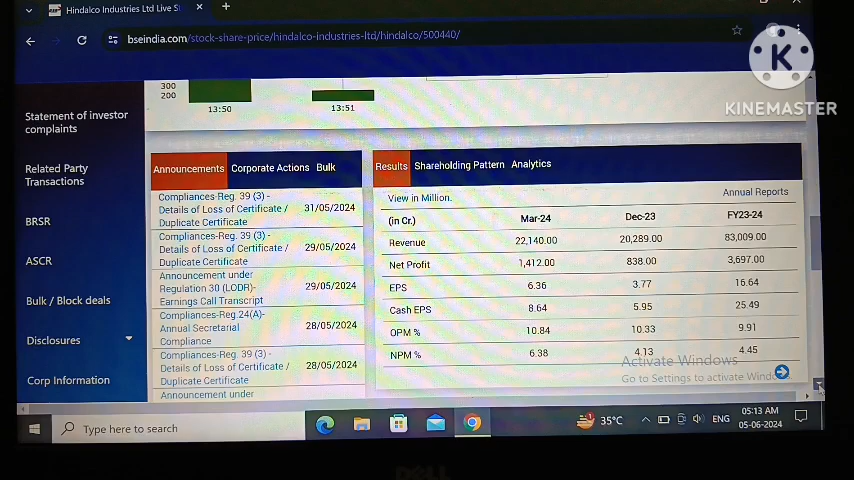 Hindalco Industries Ltd Live St
bseindia.com/stock-share-price/hindalco-industries-ltd/hindalco/500440/
K
KINEMASTER
300
200
13:50
13:51
Statement of investor
complaints
Related Party
Transactions
BRSR
ASCR
Bulk / Block deals
Disclosures
Corp Information
Announcements Corporate Actions Bulk
Compliances-Reg. 39 (3) -
Details of Loss of Certificate / 31/05/2024
Duplicate Certificate
Compliances-Reg. 39 (3) -
Details of Loss of Certificate / 29/05/2024
Duplicate Certificate
Announcement under
Regulation 30 (LODR)- 29/05/2024
Earnings Call Transcript
Compliances-Reg 24(A)-
Annual Secretarial 28/05/2024
Compliance
Compliances-Reg. 39 (3) -
Details of Loss of Certificate / 28/05/2024
Duplicate Certificate
Announcement under
Results Shareholding Pattern Analytics
View in Million. Annual Reports
(in Cr.) Mar-24 Dec-23 FY23-24
Revenue 22,140.00 20,289.00 83,009.00
Net Profit 1,412.00 838.00 3,697.00
EPS 6.36 3.77 16.64
Cash EPS 8.64 5.95 25.49
OPM % 10.84 10.33 9.91
NPM % 6.38 4.13 4.45
Activate Windows
Go to Settings to activate Windows.
Type here to search
1
35°C
ENG
05:13 AM
05-06-2024